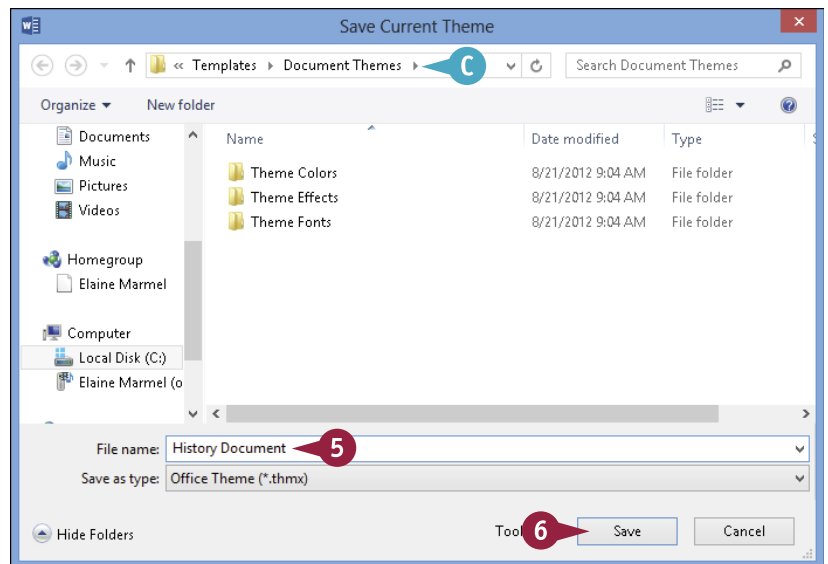 W
Save Current Theme
« Templates Document Themes C Search Document Themes
Organize New folder
Name Date modified Type
Documents
Music
Pictures
Videos
Homegroup
Elaine Marmel
Computer
Local Disk (C:)
Elaine Marmel (o
Theme Colors 8/21/2012 9:04 AM File folder
Theme Effects 8/21/2012 9:04 AM File folder
Theme Fonts 8/21/2012 9:04 AM File folder
File name: History Document 5
Save as type: Office Theme (*.thmx)
Hide Folders Tool 6 Save Cancel